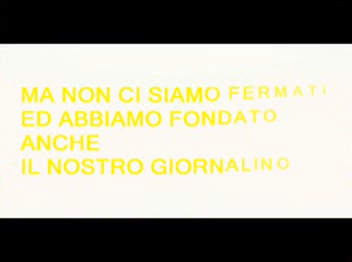 MA NON CI SIAMO FERMATI
ED ABBIAMO FONDATO
ANCHE
IL NOSTRO GIORNALINO